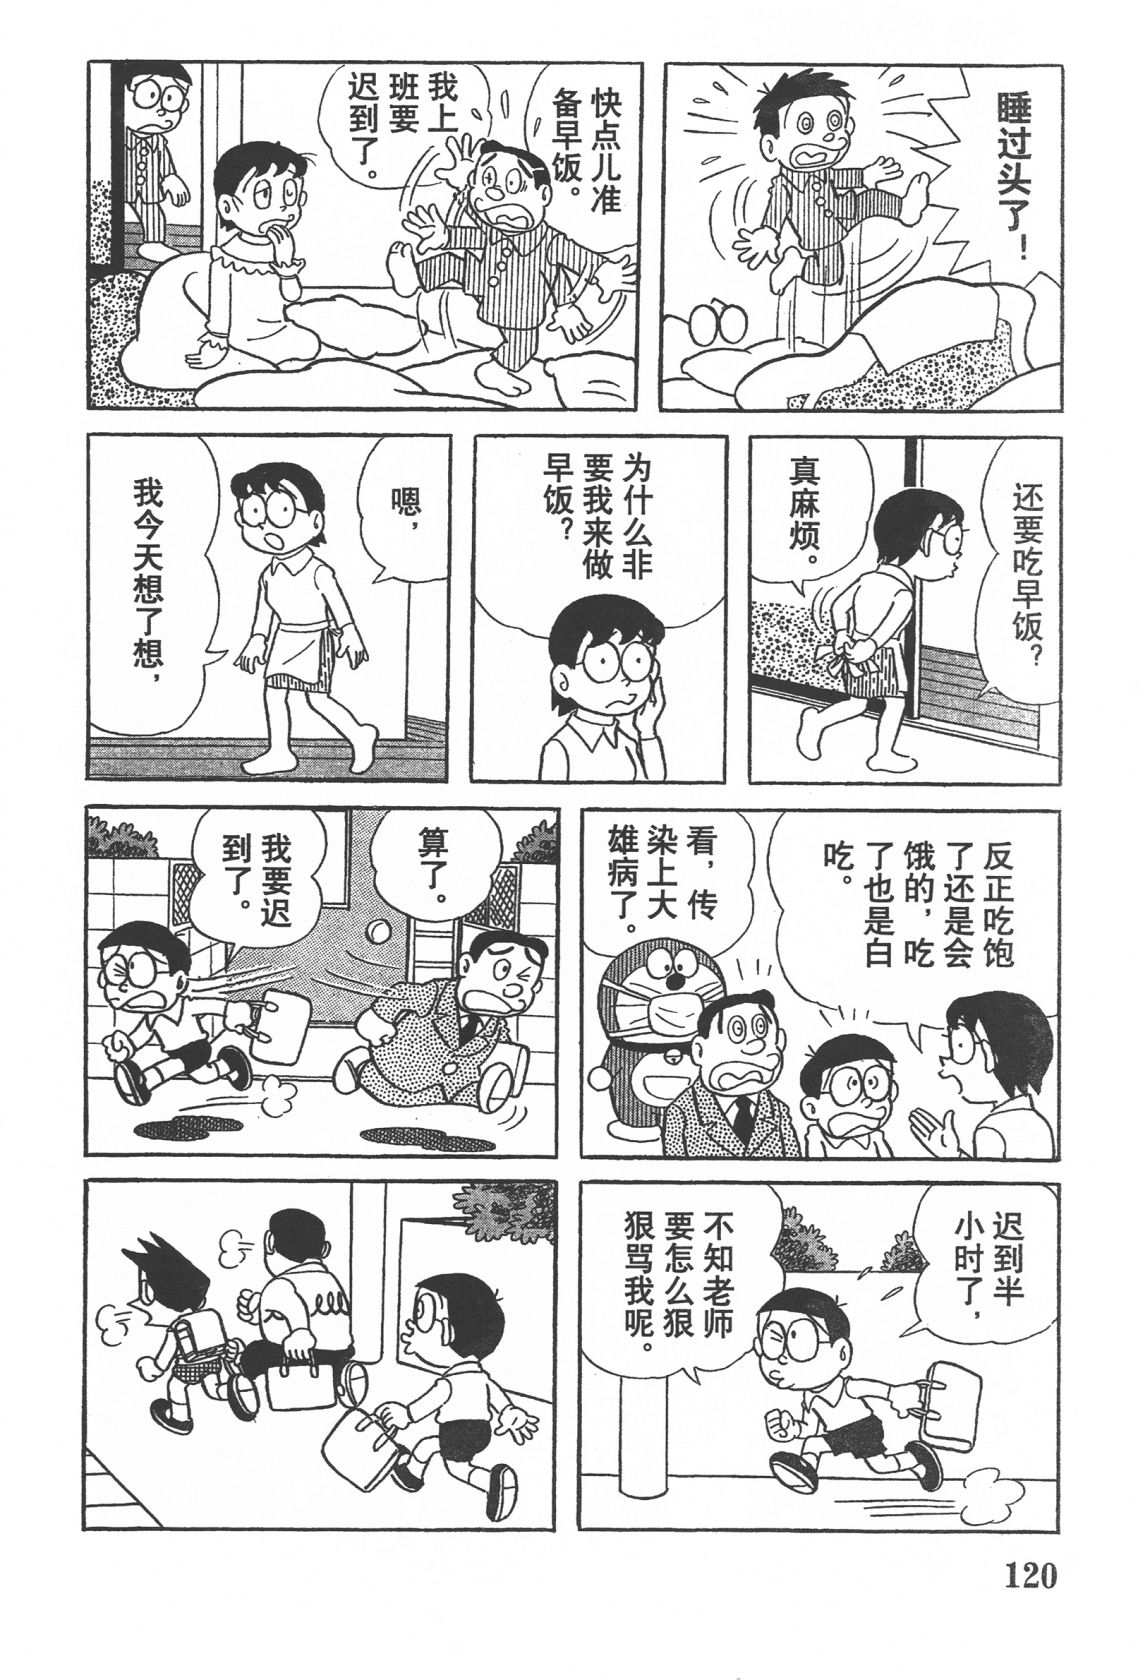 睡过头了！
快点儿准
备早饭。
我上
班要
迟到了。
还要吃早饭？
真麻烦。
为什么非
要我来做
早饭？
嗯，
我今天想了想，
反正吃饱
了还是会
饿的，吃
了也是白
吃。
看，传
染上大
雄病了。
算了。
我要迟
到了。
迟到半
小时了，
不知老师
要怎么狠
狠骂我呢。
120